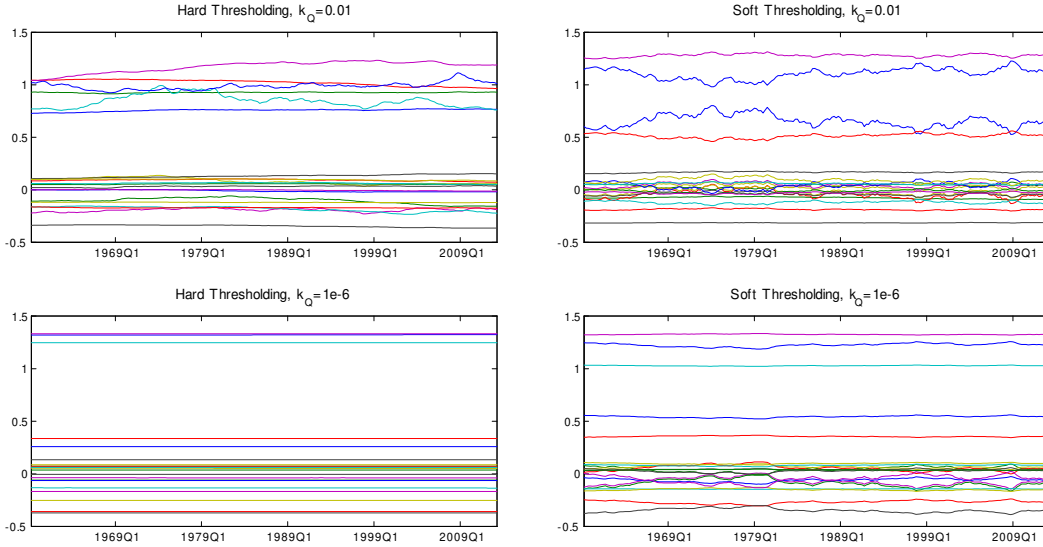 Hard Thresholding, k_Q=0.01
1.5
1
0.5
0
-0.5
1969Q1 1979Q1 1989Q1 1999Q1 2009Q1
Soft Thresholding, k_Q=0.01
1.5
1
0.5
0
-0.5
1969Q1 1979Q1 1989Q1 1999Q1 2009Q1
Hard Thresholding, k_Q=1e-6
1.5
1
0.5
0
-0.5
1969Q1 1979Q1 1989Q1 1999Q1 2009Q1
Soft Thresholding, k_Q=1e-6
1.5
1
0.5
0
-0.5
1969Q1 1979Q1 1989Q1 1999Q1 2009Q1